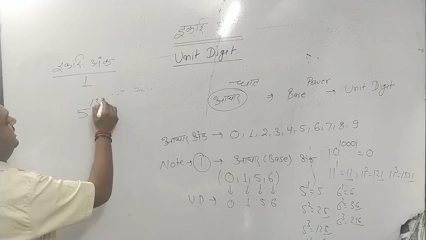 इकाई अंक
Unit Digit
इकाई अंक
1
5
घात
Power
आधार → Base → Unit Digit
आधार अंक → 0, 1, 2, 3, 4, 5, 6, 7, 8, 9
Note → 1 → आधार (Base) अंक
(0, 1, 5, 6)
↓ ↓ ↓ ↓
U.D → 0 1 5 6
0¹⁰⁰⁰ = 0
5¹=5 6¹=6
5²=25 6²=36
5³=125 6³=216